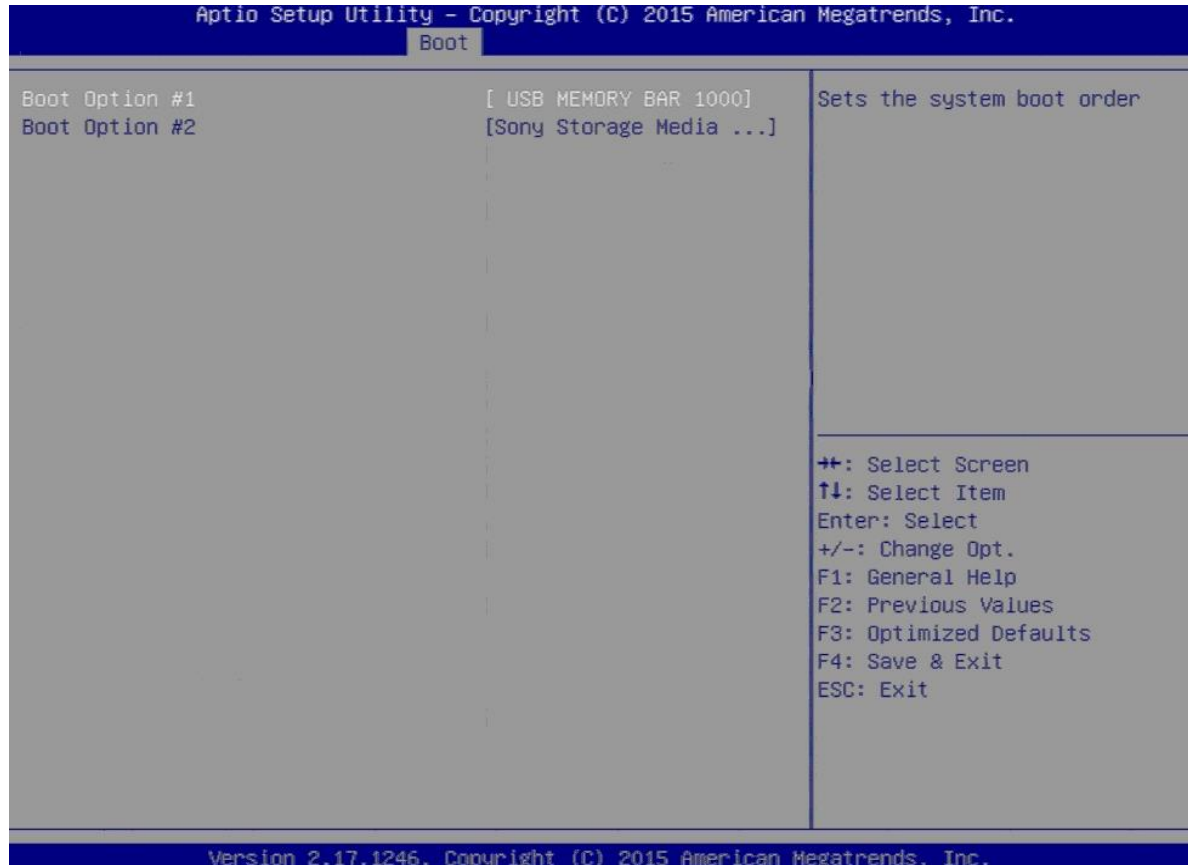 Aptio Setup Utility – Copyright (C) 2015 American Megatrends, Inc.
Boot
Boot Option #1 [ USB MEMORY BAR 1000]
Boot Option #2 [Sony Storage Media ...]
Sets the system boot order
→←: Select Screen
↑↓: Select Item
Enter: Select
+/-: Change Opt.
F1: General Help
F2: Previous Values
F3: Optimized Defaults
F4: Save & Exit
ESC: Exit
Version 2.17.1246. Copyright (C) 2015 American Megatrends, Inc.